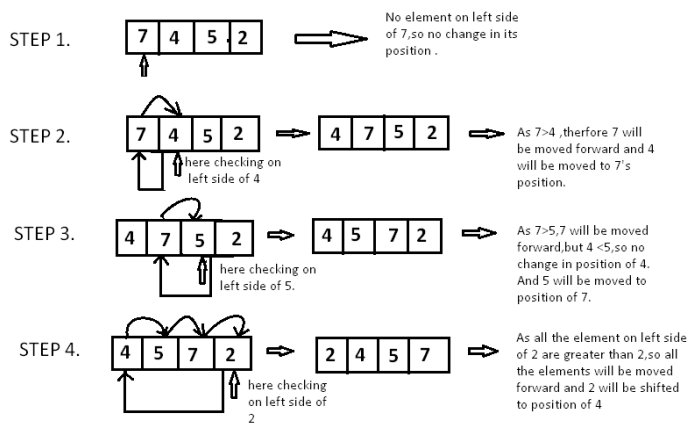 STEP 1.
7 4 5 2
No element on left side
of 7,so no change in its
position .
STEP 2.
7 4 5 2
here checking on
left side of 4
4 7 5 2
As 7>4 ,therfore 7 will
be moved forward and 4
will be moved to 7's
position.
STEP 3.
4 7 5 2
here checking on
left side of 5.
4 5 7 2
As 7>5,7 will be moved
forward,but 4 <5,so no
change in position of 4.
And 5 will be moved to
position of 7.
STEP 4.
4 5 7 2
here checking
on left side of
2
2 4 5 7
As all the element on left side
of 2 are greater than 2,so all
the elements will be moved
forward and 2 will be shifted
to position of 4